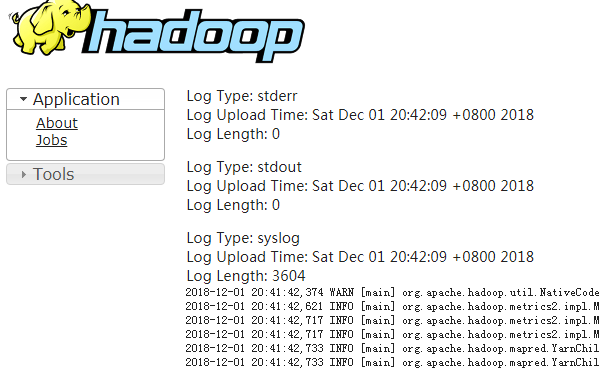 hadoop
Application
About
Jobs
Tools
Log Type: stderr
Log Upload Time: Sat Dec 01 20:42:09 +0800 2018
Log Length: 0
Log Type: stdout
Log Upload Time: Sat Dec 01 20:42:09 +0800 2018
Log Length: 0
Log Type: syslog
Log Upload Time: Sat Dec 01 20:42:09 +0800 2018
Log Length: 3604
2018-12-01 20:41:42,374 WARN [main] org.apache.hadoop.util.NativeCode
2018-12-01 20:41:42,621 INFO [main] org.apache.hadoop.metrics2.impl.M
2018-12-01 20:41:42,717 INFO [main] org.apache.hadoop.metrics2.impl.M
2018-12-01 20:41:42,717 INFO [main] org.apache.hadoop.metrics2.impl.M
2018-12-01 20:41:42,733 INFO [main] org.apache.hadoop.mapred.YarnChil
2018-12-01 20:41:42,733 INFO [main] org.apache.hadoop.mapred.YarnChil